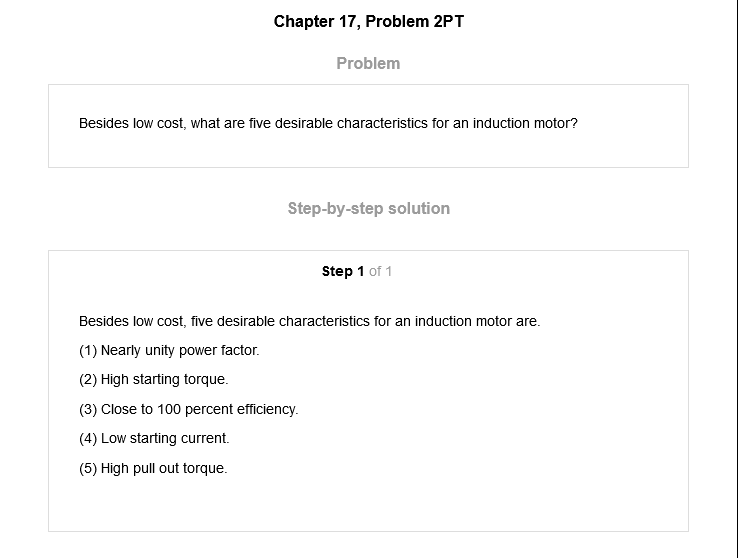 Chapter 17, Problem 2PT
Problem
Besides low cost, what are five desirable characteristics for an induction motor?
Step-by-step solution
Step 1 of 1
Besides low cost, five desirable characteristics for an induction motor are.
(1) Nearly unity power factor.
(2) High starting torque.
(3) Close to 100 percent efficiency.
(4) Low starting current.
(5) High pull out torque.